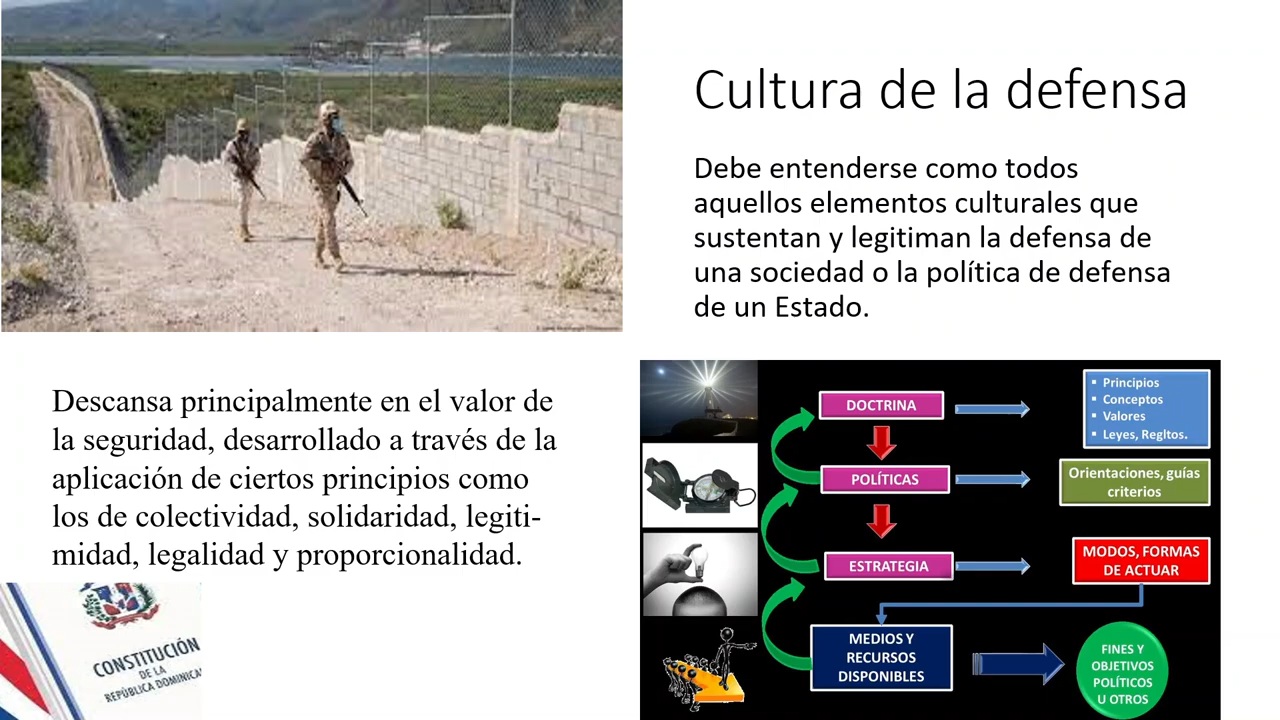 Cultura de la defensa
Debe entenderse como todos
aquellos elementos culturales que
sustentan y legitiman la defensa de
una sociedad o la política de defensa
de un Estado.
Descansa principalmente en el valor de
la seguridad, desarrollado a través de la
aplicación de ciertos principios como
los de colectividad, solidaridad, legiti-
midad, legalidad y proporcionalidad.
CONSTITUCIÓN
DE LA
REPÚBLICA DOMINICA
DOCTRINA
▪ Principios
▪ Conceptos
▪ Valores
▪ Leyes, Regltos.
POLÍTICAS
Orientaciones, guías
criterios
ESTRATEGIA
MODOS, FORMAS
DE ACTUAR
MEDIOS Y
RECURSOS
DISPONIBLES
FINES Y
OBJETIVOS
POLÍTICOS
U OTROS